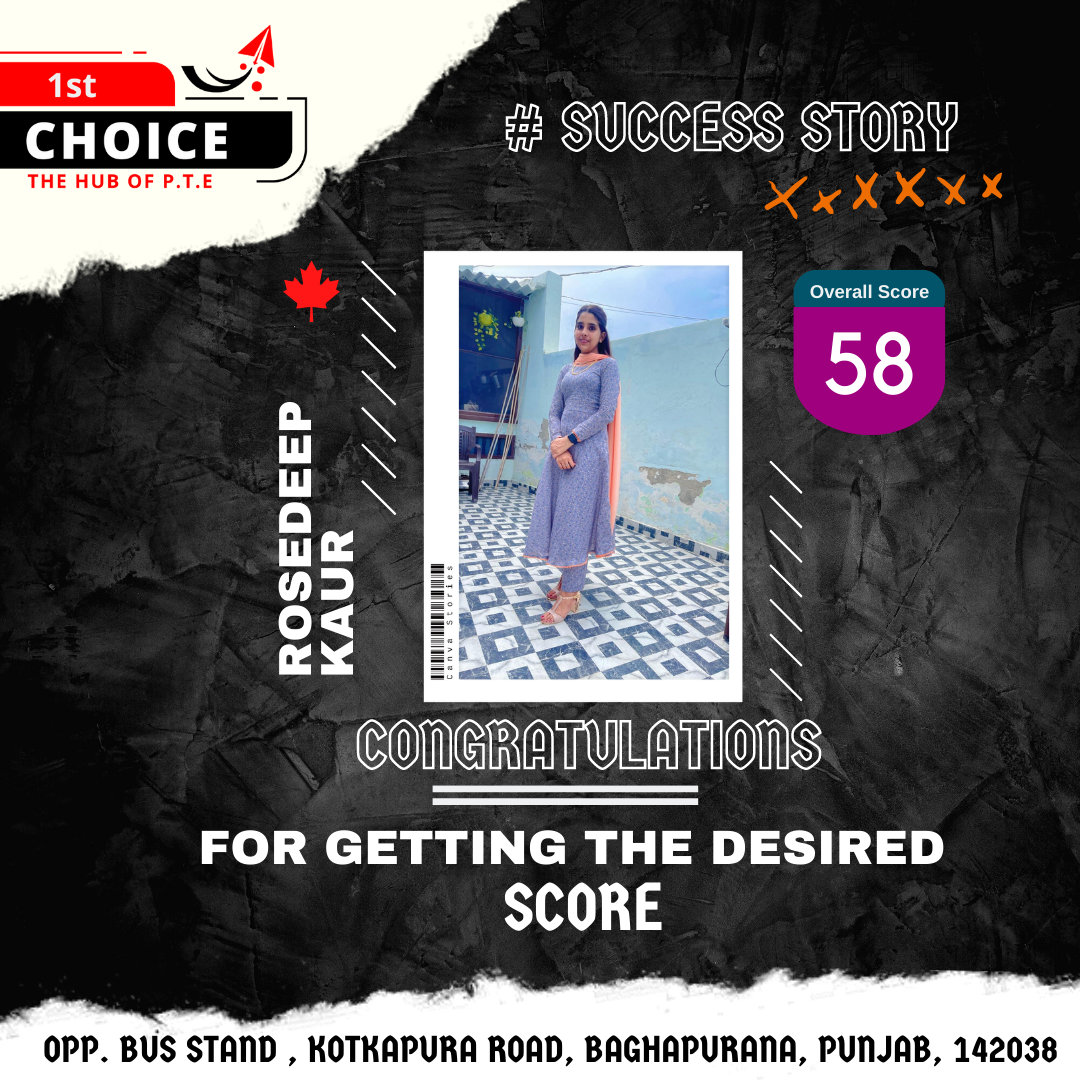 1st
CHOICE
THE HUB OF P.T.E
# SUCCESS STORY
Overall Score
58
ROSEDEEP
KAUR
Canva Stories
CONGRATULATIONS
FOR GETTING THE DESIRED
SCORE
OPP. BUS STAND , KOTKAPURA ROAD, BAGHAPURANA, PUNJAB, 142038